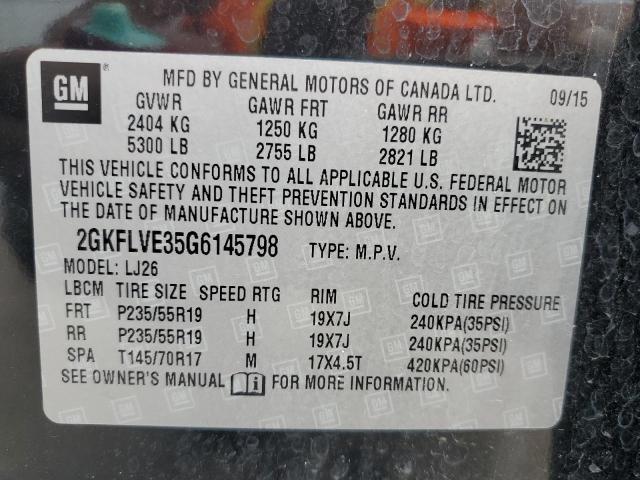 GM
MFD BY GENERAL MOTORS OF CANADA LTD. 09/15
GVWR GAWR FRT GAWR RR
2404 KG 1250 KG 1280 KG
5300 LB 2755 LB 2821 LB
THIS VEHICLE CONFORMS TO ALL APPLICABLE U.S. FEDERAL MOTOR
VEHICLE SAFETY AND THEFT PREVENTION STANDARDS IN EFFECT ON
THE DATE OF MANUFACTURE SHOWN ABOVE.
2GKFLVE35G6145798 TYPE: M.P.V.
MODEL: LJ26
LBCM TIRE SIZE SPEED RTG RIM COLD TIRE PRESSURE
FRT P235/55R19 H 19X7J 240KPA(35PSI)
RR P235/55R19 H 19X7J 240KPA(35PSI)
SPA T145/70R17 M 17X4.5T 420KPA(60PSI)
SEE OWNER'S MANUAL FOR MORE INFORMATION.